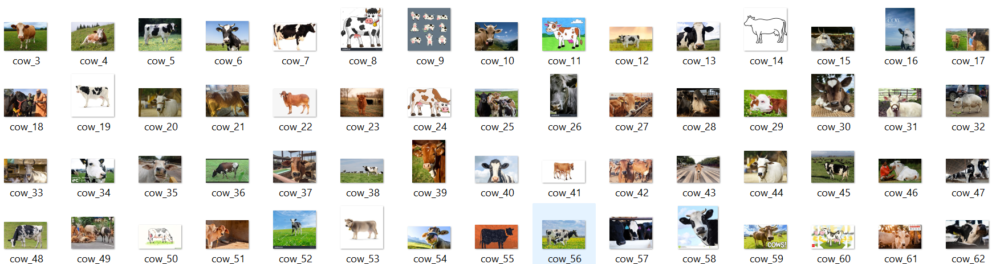 COW
cow_3 cow_4 cow_5 cow_6 cow_7 cow_8 cow_9 cow_10 cow_11 cow_12 cow_13 cow_14 cow_15 cow_16 cow_17
cow_18 cow_19 cow_20 cow_21 cow_22 cow_23 cow_24 cow_25 cow_26 cow_27 cow_28 cow_29 cow_30 cow_31 cow_32
iFC
cow_33 cow_34 cow_35 cow_36 cow_37 cow_38 cow_39 cow_40 cow_41 cow_42 cow_43 cow_44 cow_45 cow_46 cow_47
COWS!
cow_48 cow_49 cow_50 cow_51 cow_52 cow_53 cow_54 cow_55 cow_56 cow_57 cow_58 cow_59 cow_60 cow_61 cow_62